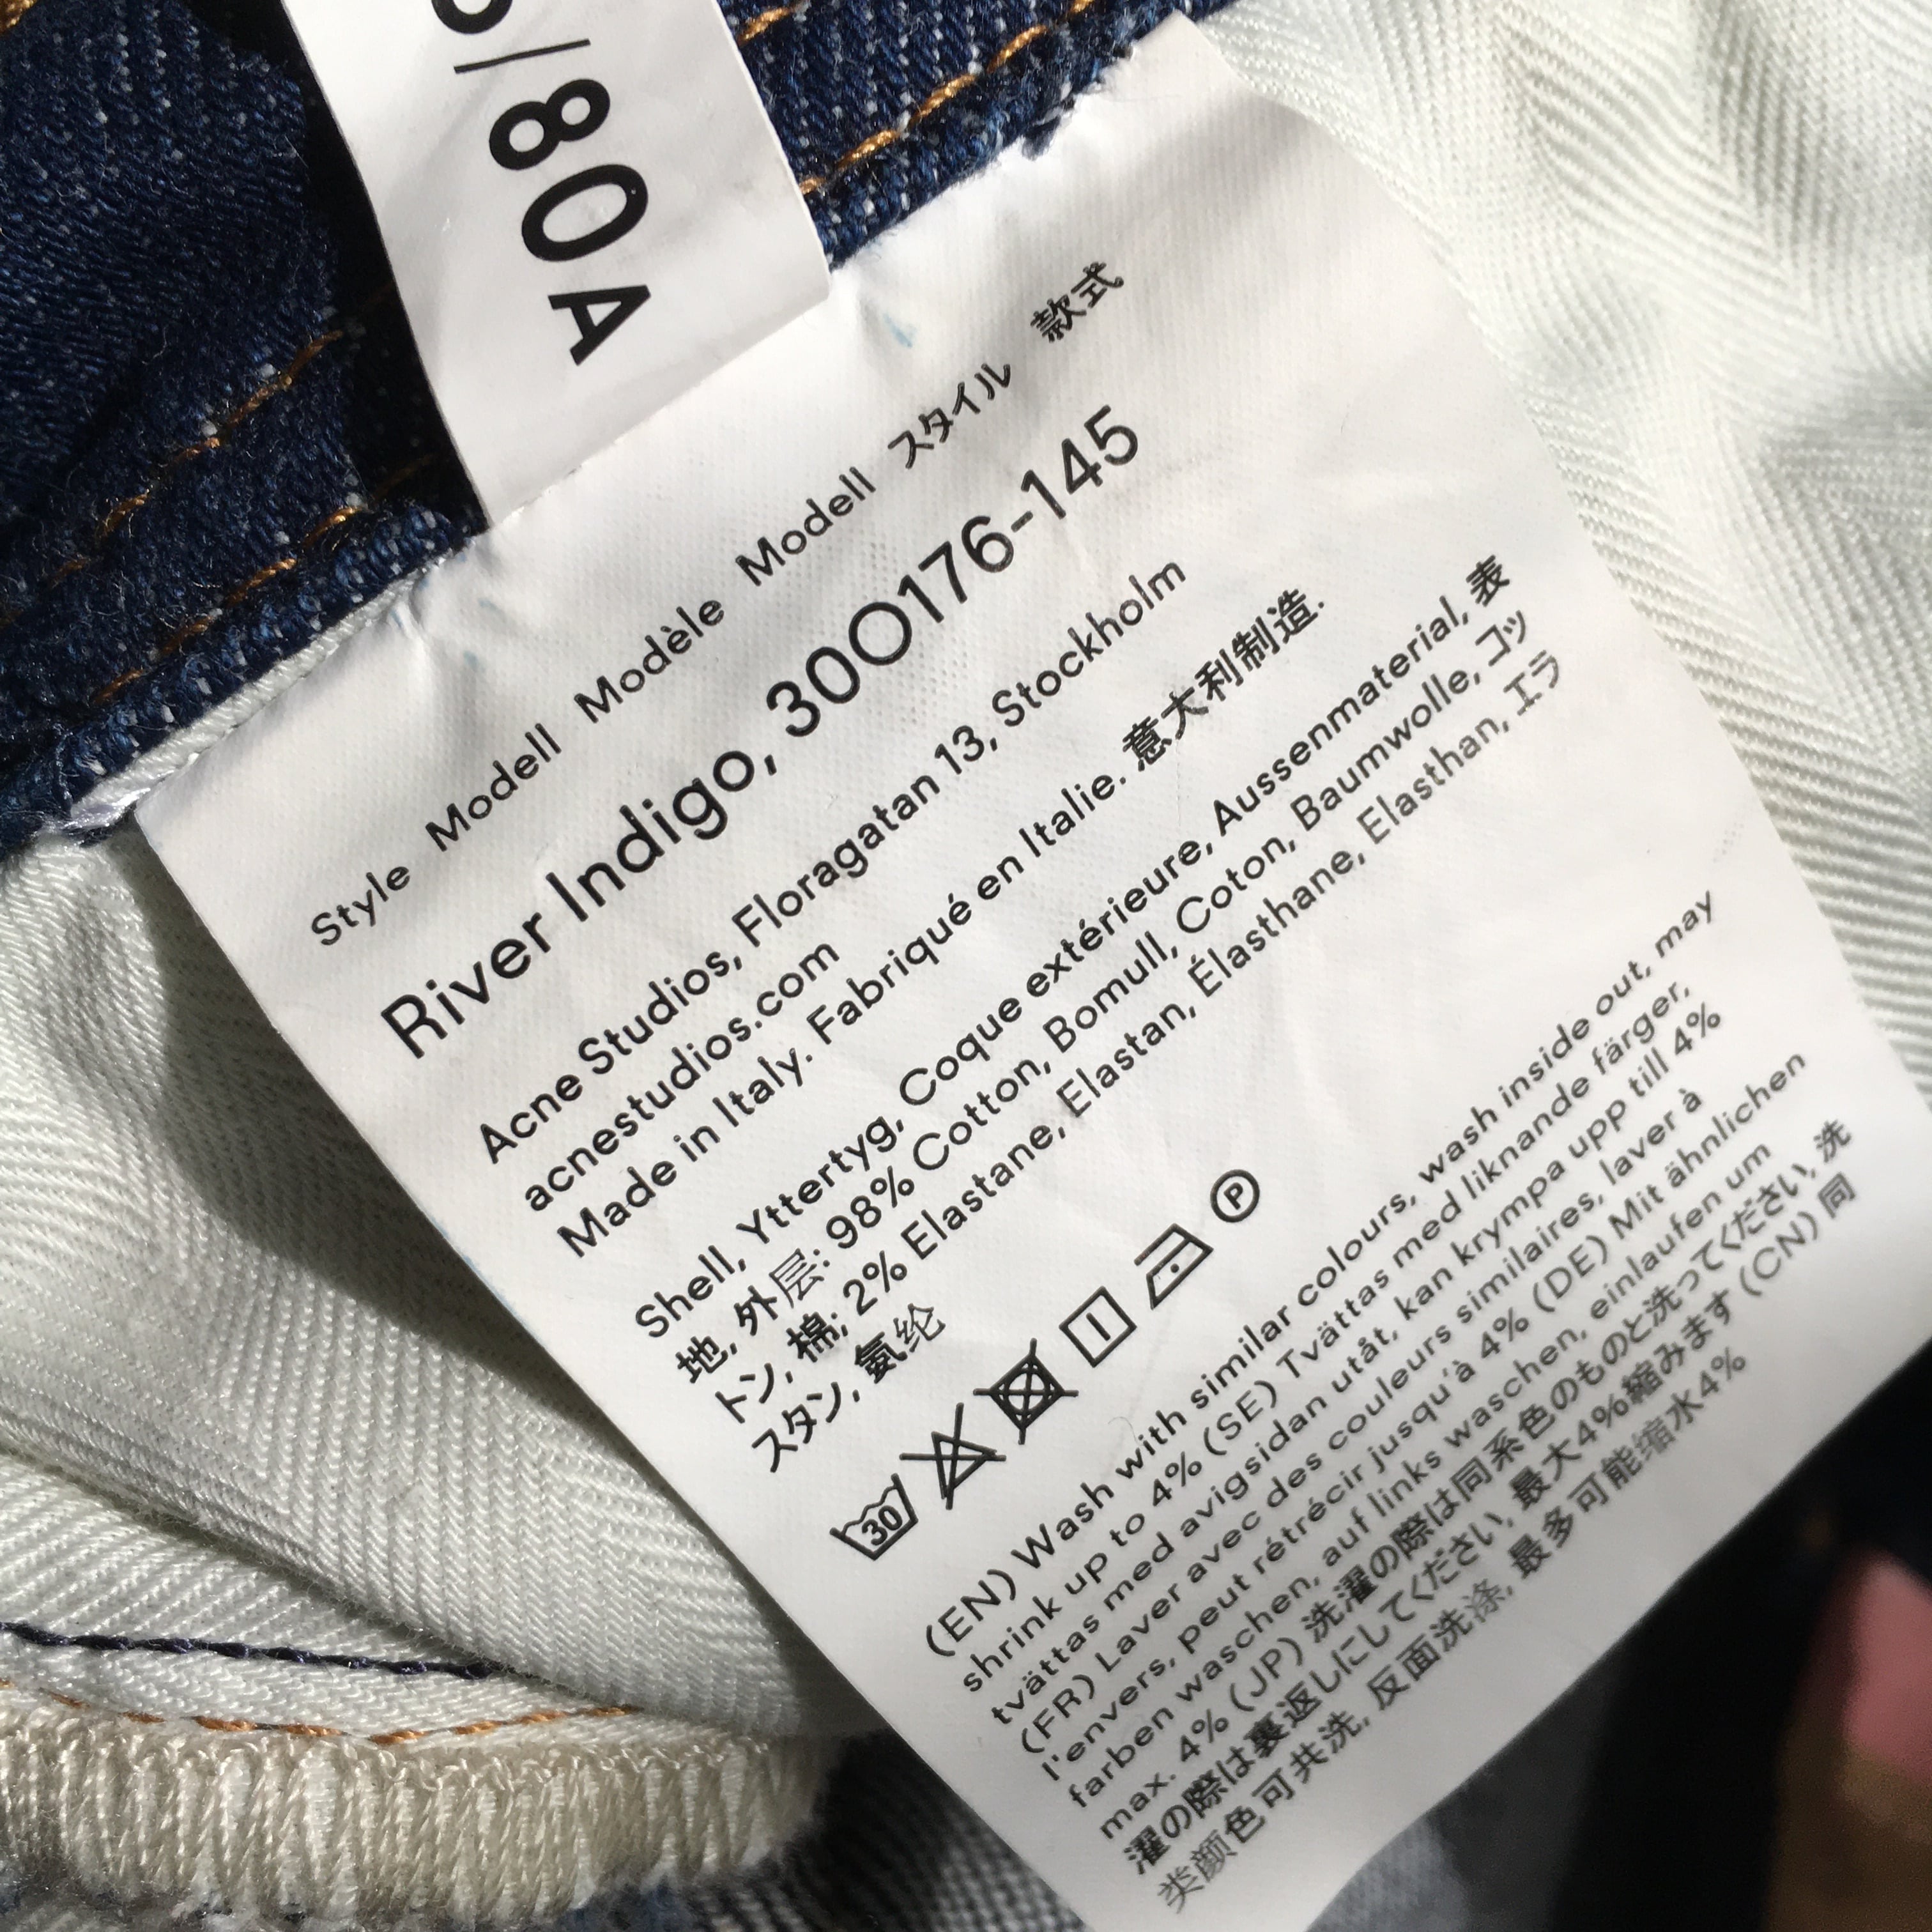 /80A
Style Modell Modèle Modell スタイル 款式
River Indigo, 30O176-145
Acne Studios, Floragatan 13, Stockholm
acnestudios.com
Made in Italy. Fabriqué en Italie. 意大利制造.
Shell, Yttertyg, Coque extérieure, Aussenmaterial, 表
地, 外层: 98% Cotton, Bomull, Coton, Baumwolle, コッ
トン, 棉; 2% Elastane, Elastan, Élasthane, Elasthan, エラ
スタン, 氨纶
30 P
(EN) Wash with similar colours, wash inside out, may
shrink up to 4% (SE) Tvättas med liknande färger,
tvättas med avigsidan utåt, kan krympa upp till 4%
(FR) Laver avec des couleurs similaires, laver à
l'envers, peut rétrécir jusqu'à 4% (DE) Mit ähnlichen
farben waschen, auf links waschen, einlaufen um
max. 4% (JP) 洗濯の際は同系色のものと洗ってください, 洗
濯の際は裏返しにしてください, 最大4%縮みます (CN) 同
类颜色可共洗, 反面洗涤, 最多可能缩水4%